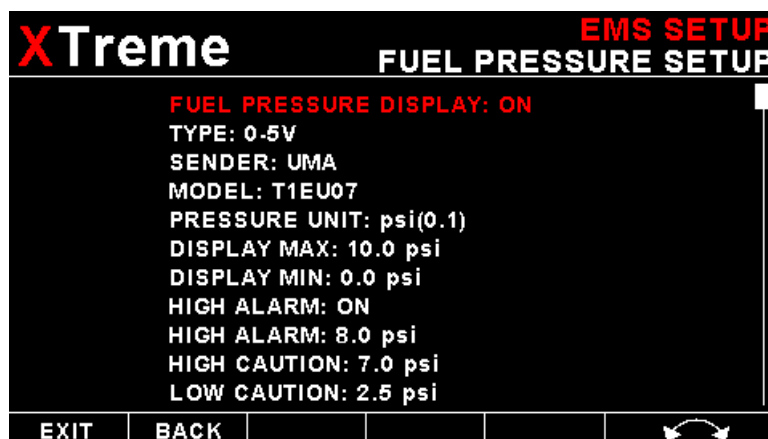 XTreme
EMS SETUP
FUEL PRESSURE SETUP
FUEL PRESSURE DISPLAY: ON
TYPE: 0-5V
SENDER: UMA
MODEL: T1EU07
PRESSURE UNIT: psi(0.1)
DISPLAY MAX: 10.0 psi
DISPLAY MIN: 0.0 psi
HIGH ALARM: ON
HIGH ALARM: 8.0 psi
HIGH CAUTION: 7.0 psi
LOW CAUTION: 2.5 psi
EXIT BACK